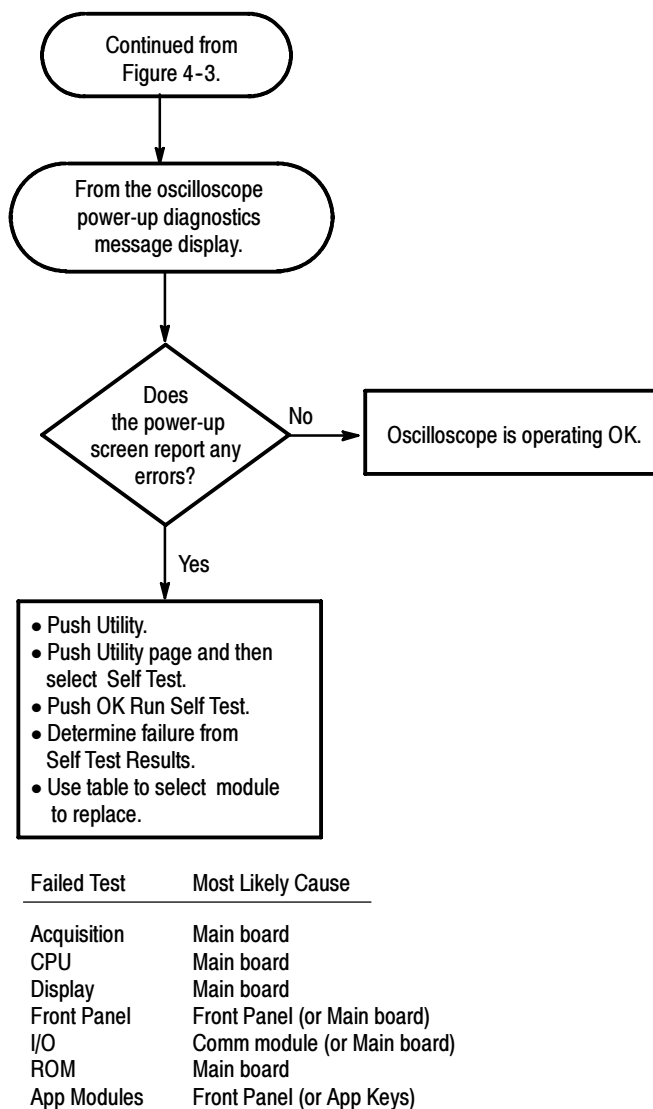 Continued from
Figure 4-3.
From the oscilloscope
power-up diagnostics
message display.
Does
the power-up
screen report any
errors?
No
Oscilloscope is operating OK.
Yes
• Push Utility.
• Push Utility page and then
select Self Test.
• Push OK Run Self Test.
• Determine failure from
Self Test Results.
• Use table to select module
to replace.
Failed Test Most Likely Cause
Acquisition Main board
CPU Main board
Display Main board
Front Panel Front Panel (or Main board)
I/O Comm module (or Main board)
ROM Main board
App Modules Front Panel (or App Keys)